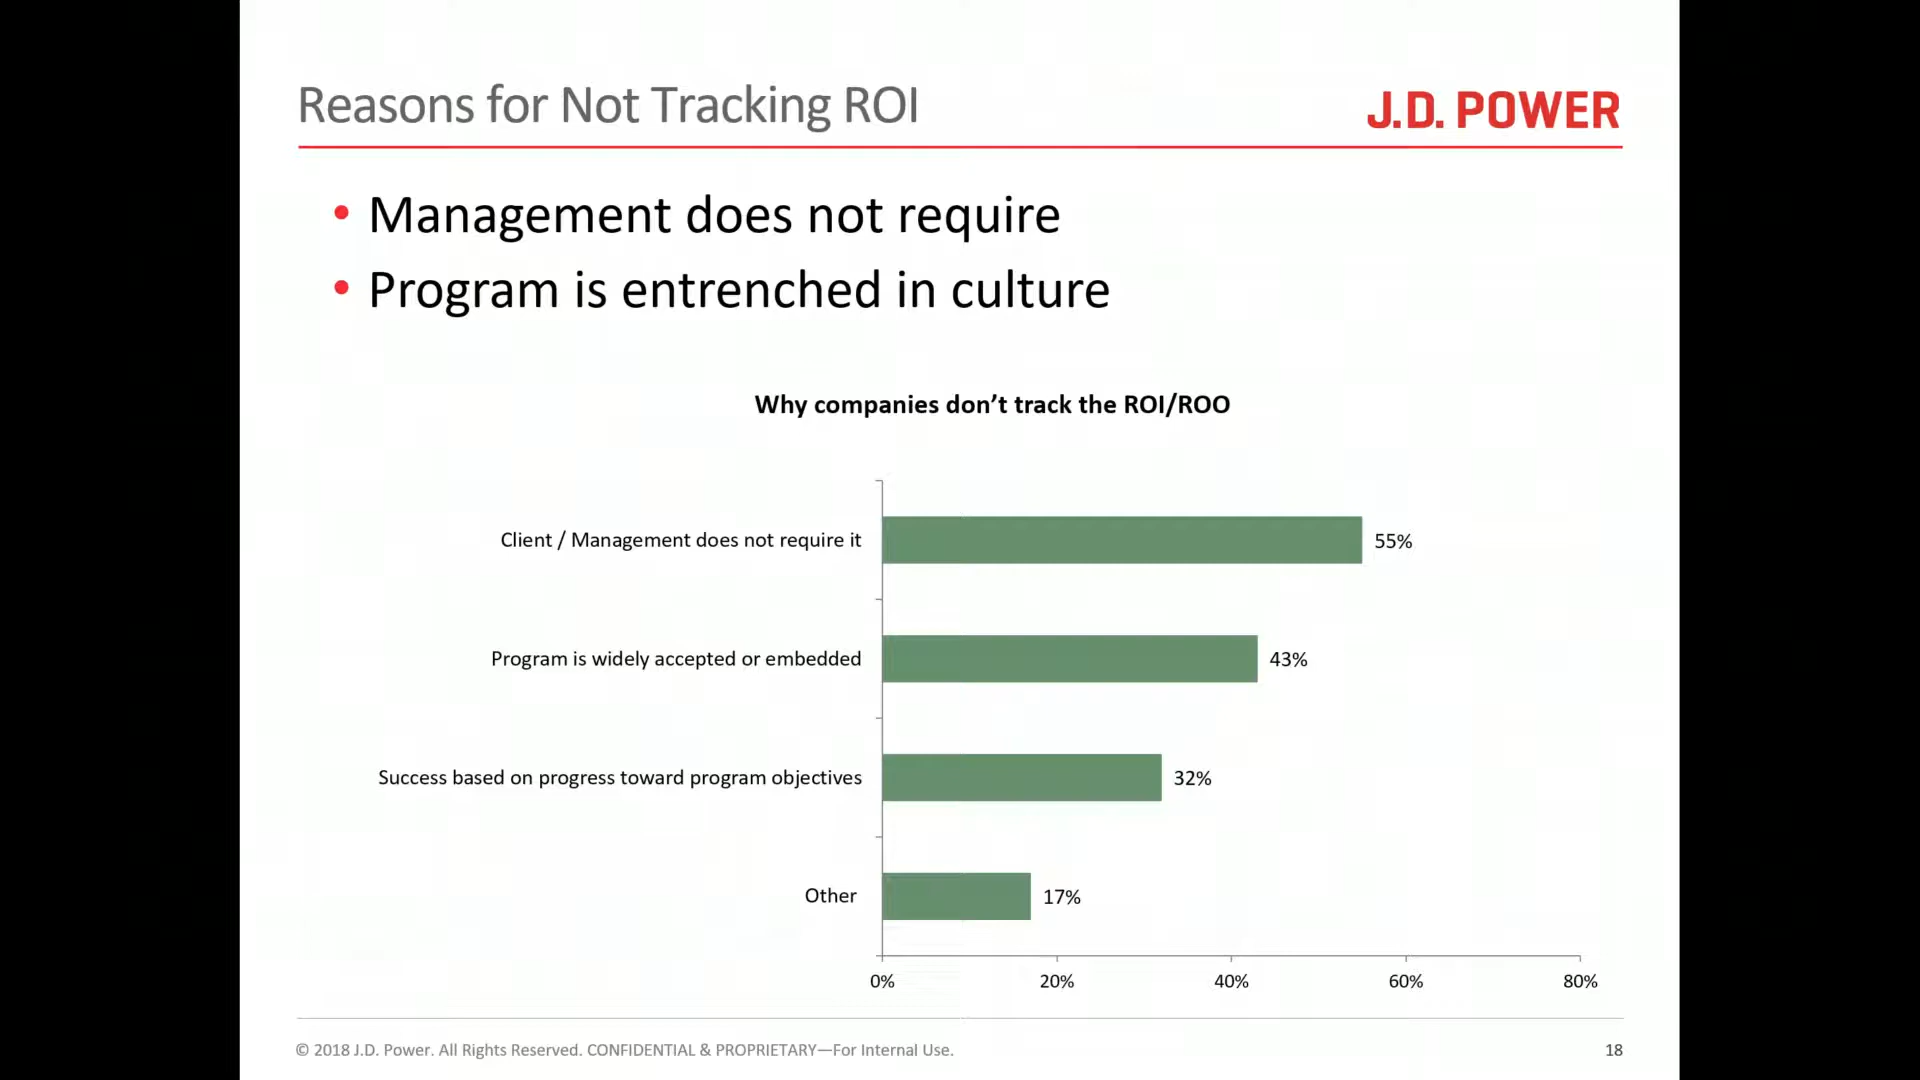 Reasons for Not Tracking ROI
J.D. POWER
• Management does not require
• Program is entrenched in culture
Why companies don’t track the ROI/ROO
Client / Management does not require it
55%
Program is widely accepted or embedded
43%
Success based on progress toward program objectives
32%
Other
17%
0%
20%
40%
60%
80%
© 2018 J.D. Power. All Rights Reserved. CONFIDENTIAL & PROPRIETARY—For Internal Use.
18